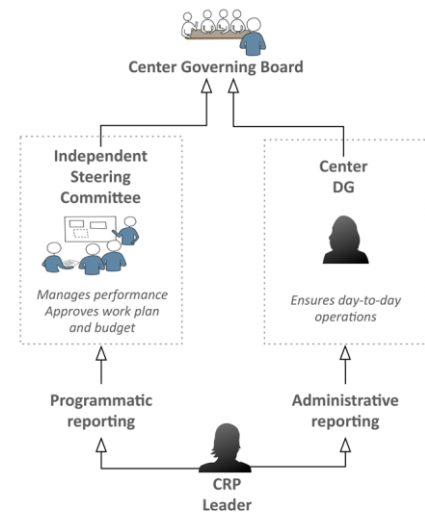 Center Governing Board
Independent
Steering
Committee
Manages performance
Approves work plan
and budget
Center
DG
Ensures day-to-day
operations
Programmatic
reporting
Administrative
reporting
CRP
Leader